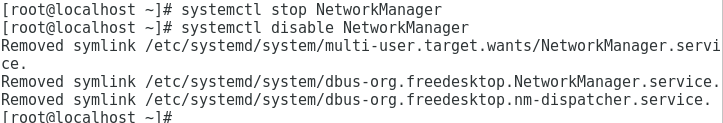 [root@localhost ~]# systemctl stop NetworkManager
[root@localhost ~]# systemctl disable NetworkManager
Removed symlink /etc/systemd/system/multi-user.target.wants/NetworkManager.servi
ce.
Removed symlink /etc/systemd/system/dbus-org.freedesktop.NetworkManager.service.
Removed symlink /etc/systemd/system/dbus-org.freedesktop.nm-dispatcher.service.
[root@localhost ~]#